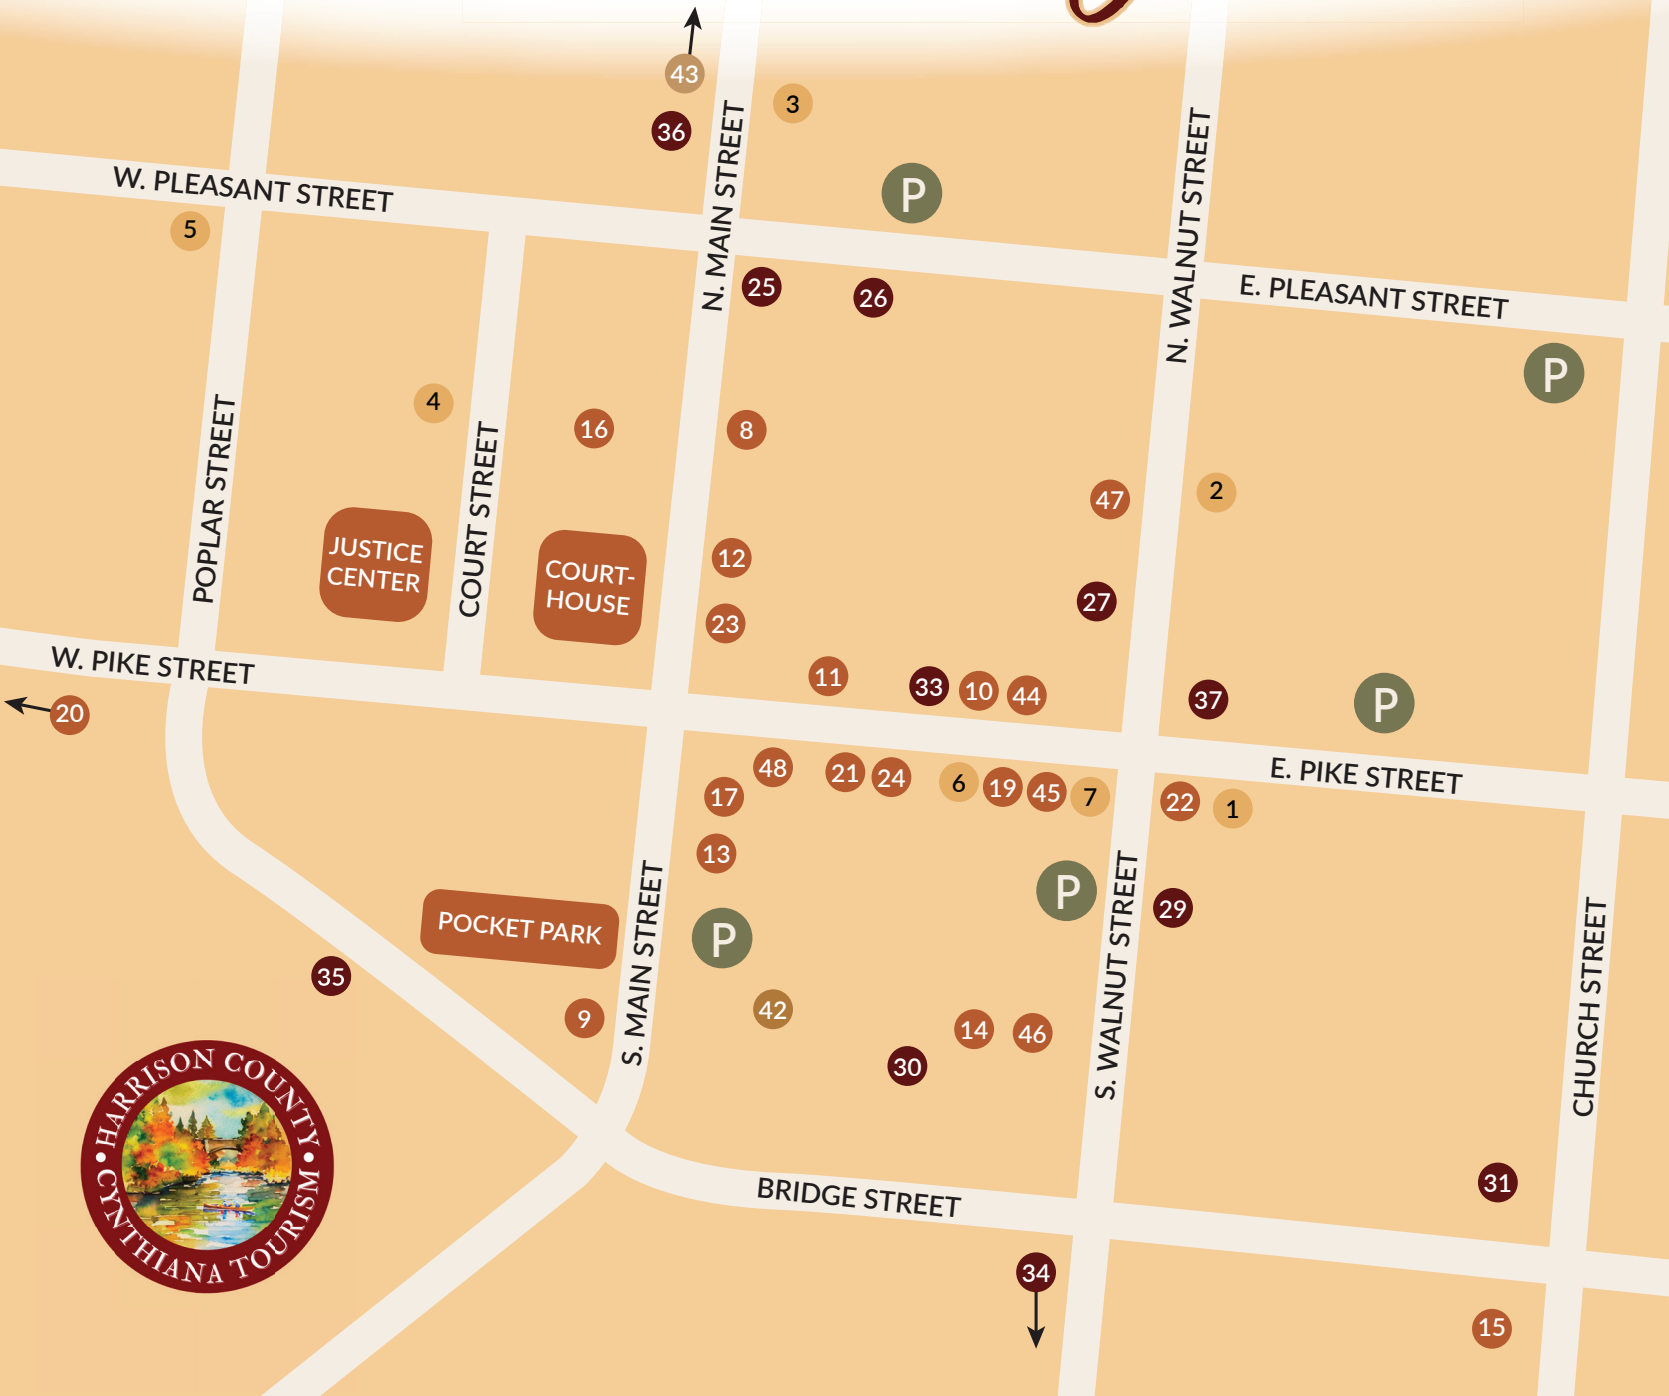 43
3
36
N. MAIN STREET
N. WALNUT STREET
P
W. PLEASANT STREET
5
25
26
E. PLEASANT STREET
P
4
16
8
POPLAR STREET
COURT STREET
47
2
JUSTICE
CENTER
COURT-
HOUSE
12
23
27
W. PIKE STREET
20
11
33
10
44
37
P
48
21
24
6
19
45
7
E. PIKE STREET
17
22
1
13
P
29
POCKET PARK
P
S. MAIN STREET
S. WALNUT STREET
CHURCH STREET
35
9
42
14
46
30
HARRISON COUNTY
CYNTHIANA TOURISM
BRIDGE STREET
31
34
15